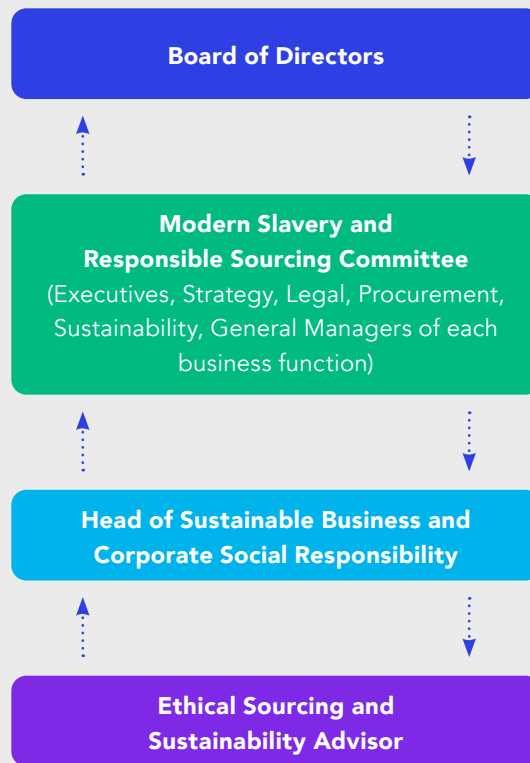 Board of Directors
Modern Slavery and
Responsible Sourcing Committee
(Executives, Strategy, Legal, Procurement,
Sustainability, General Managers of each
business function)
Head of Sustainable Business and
Corporate Social Responsibility
Ethical Sourcing and
Sustainability Advisor